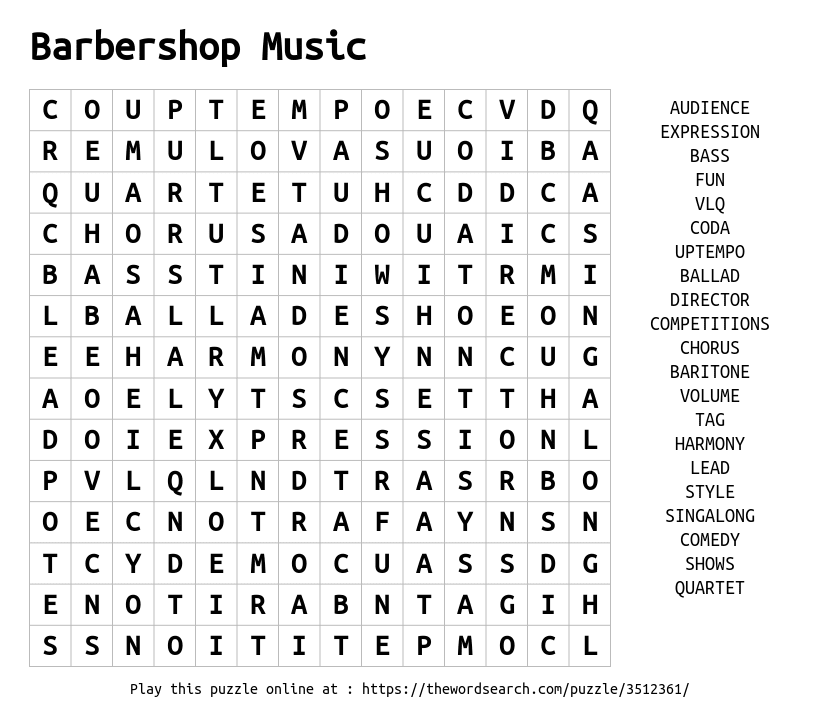 Barbershop Music
C O U P T E M P O E C V D Q
R E M U L O V A S U O I B A
Q U A R T E T U H C D D C A
C H O R U S A D O U A I C S
B A S S T I N I W I T R M I
L B A L L A D E S H O E O N
E E H A R M O N Y N N C U G
A O E L Y T S C S E T T H A
D O I E X P R E S S I O N L
P V L Q L N D T R A S R B O
O E C N O T R A F A Y N S N
T C Y D E M O C U A S S D G
E N O T I R A B N T A G I H
S S N O I T I T E P M O C L
AUDIENCE
EXPRESSION
BASS
FUN
VLQ
CODA
UPTEMPO
BALLAD
DIRECTOR
COMPETITIONS
CHORUS
BARITONE
VOLUME
TAG
HARMONY
LEAD
STYLE
SINGALONG
COMEDY
SHOWS
QUARTET
Play this puzzle online at : https://thewordsearch.com/puzzle/3512361/